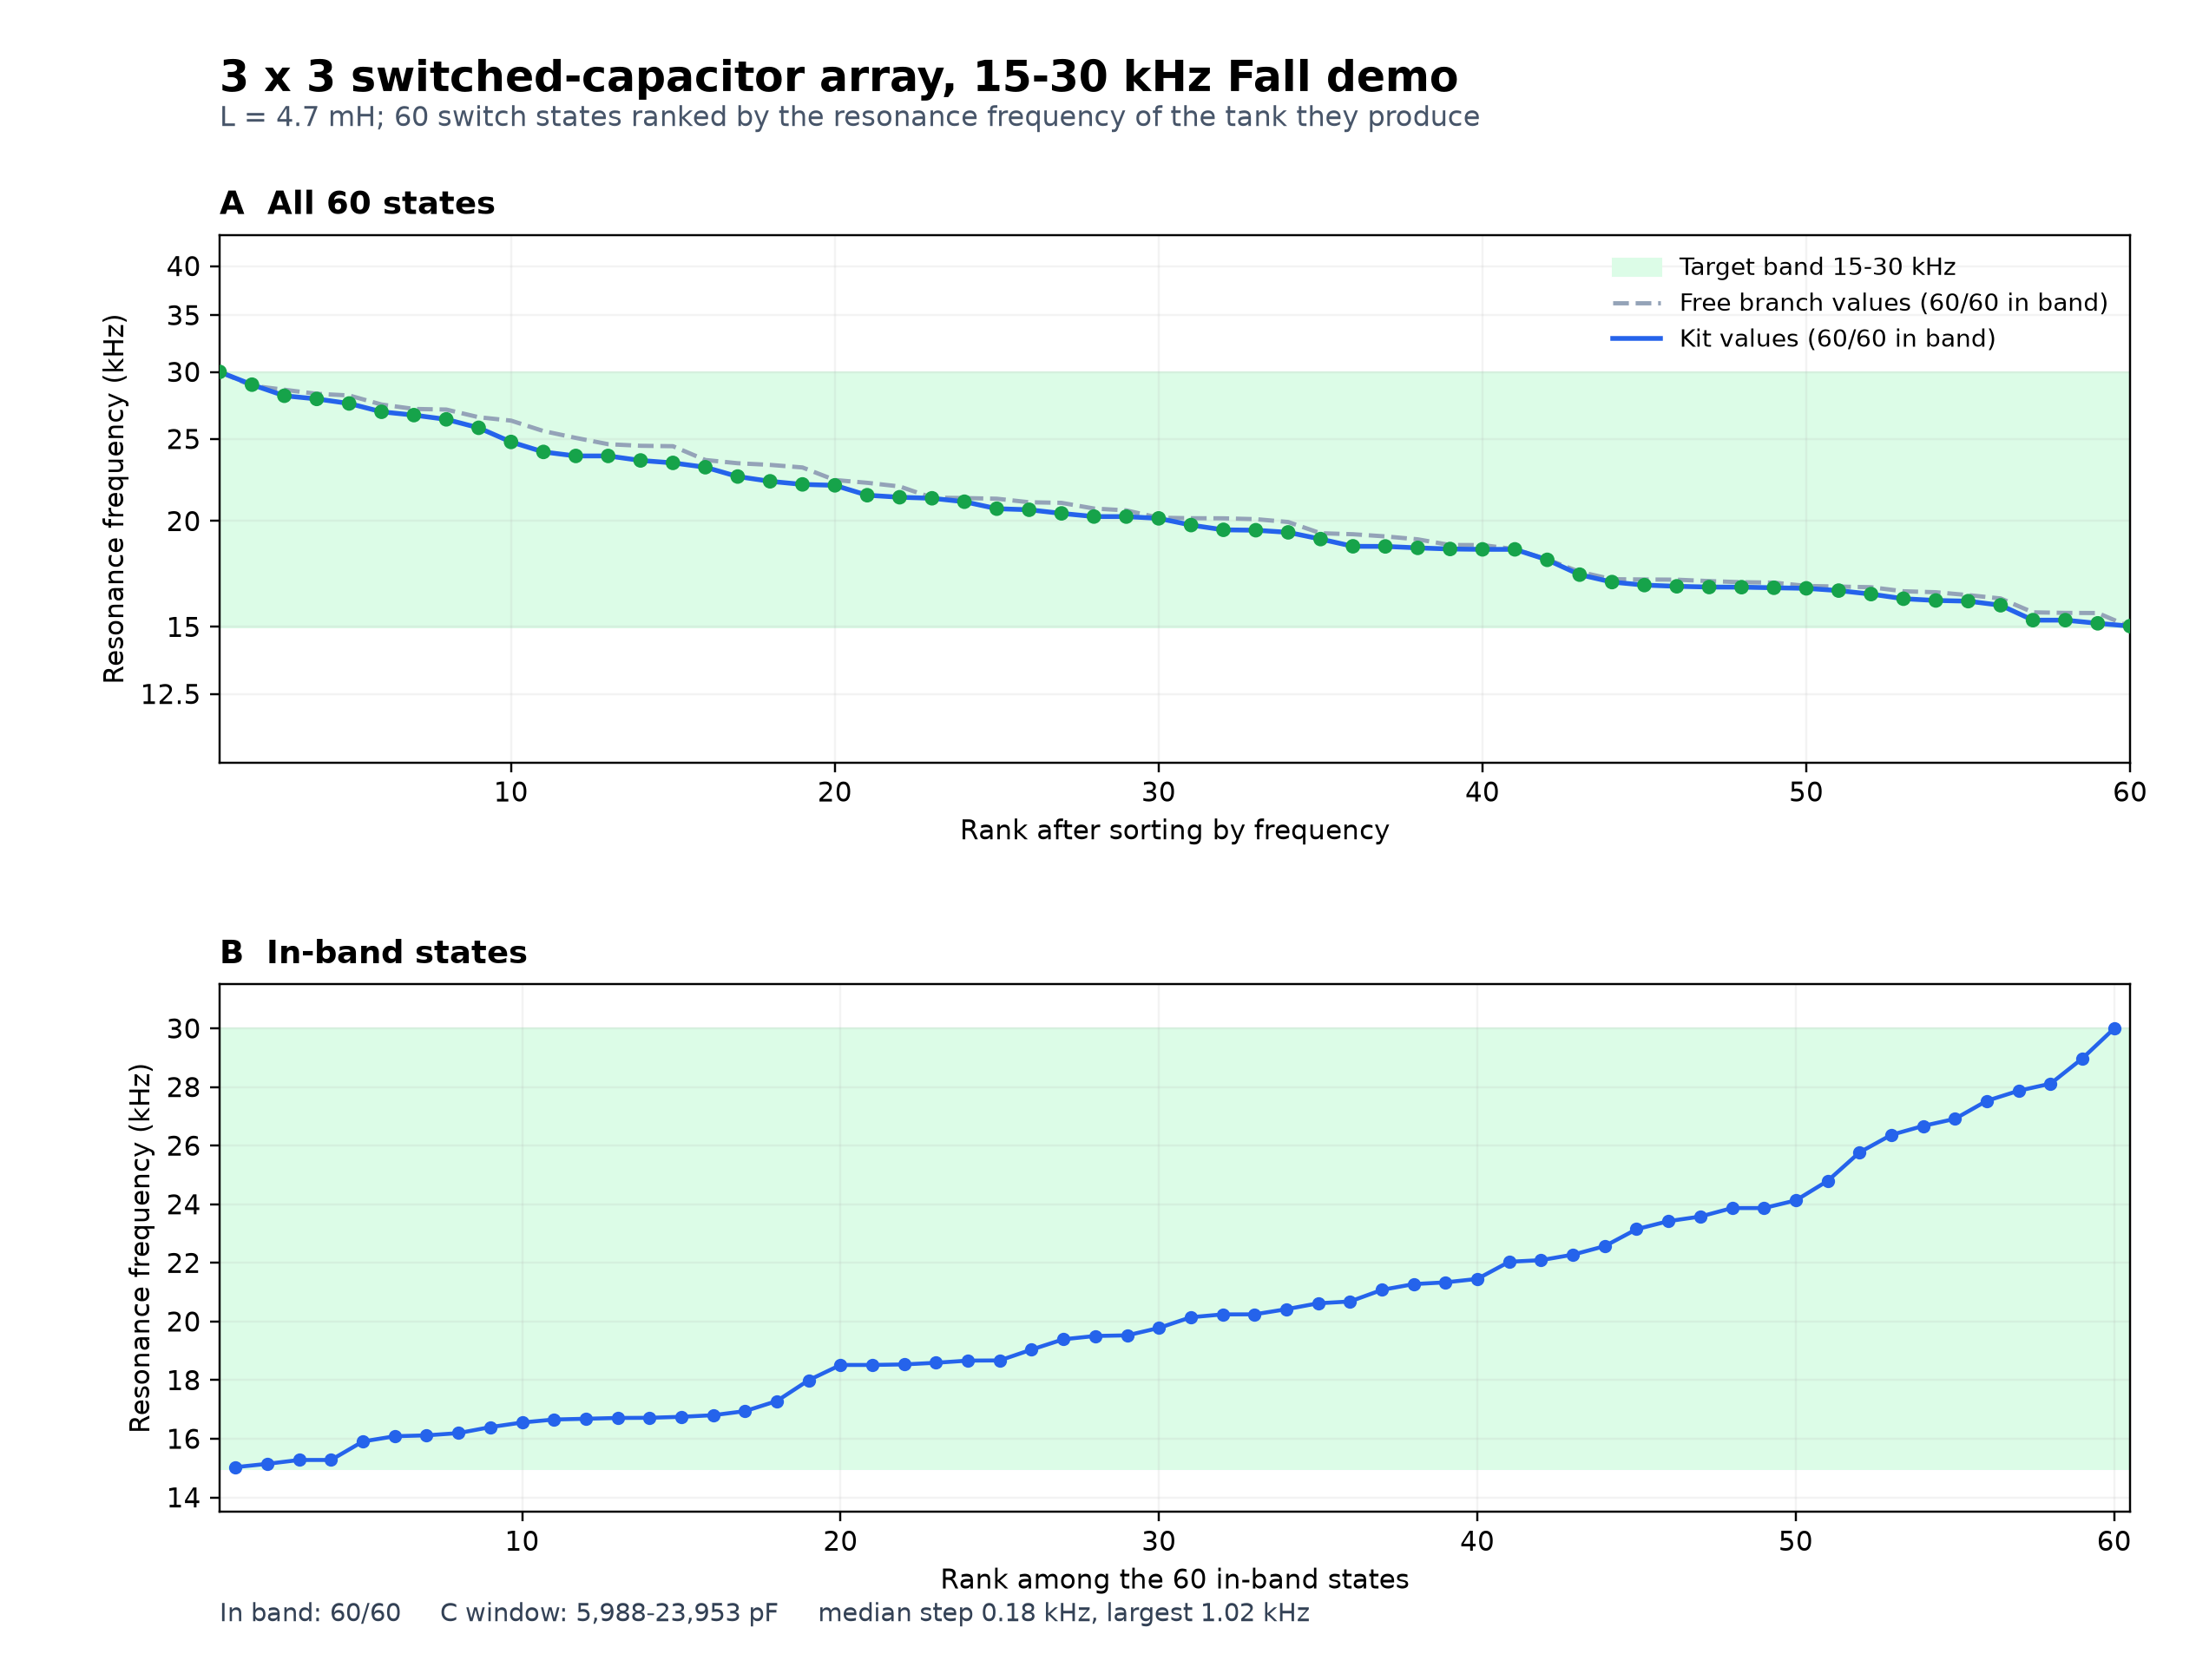 3 x 3 switched-capacitor array, 15-30 kHz Fall demo
L = 4.7 mH; 60 switch states ranked by the resonance frequency of the tank they produce
A All 60 states
Resonance frequency (kHz)
40
35
30
25
20
15
12.5
Target band 15-30 kHz
Free branch values (60/60 in band)
Kit values (60/60 in band)
10 20 30 40 50 60
Rank after sorting by frequency
B In-band states
Resonance frequency (kHz)
30
28
26
24
22
20
18
16
14
10 20 30 40 50 60
Rank among the 60 in-band states
In band: 60/60 C window: 5,988-23,953 pF median step 0.18 kHz, largest 1.02 kHz